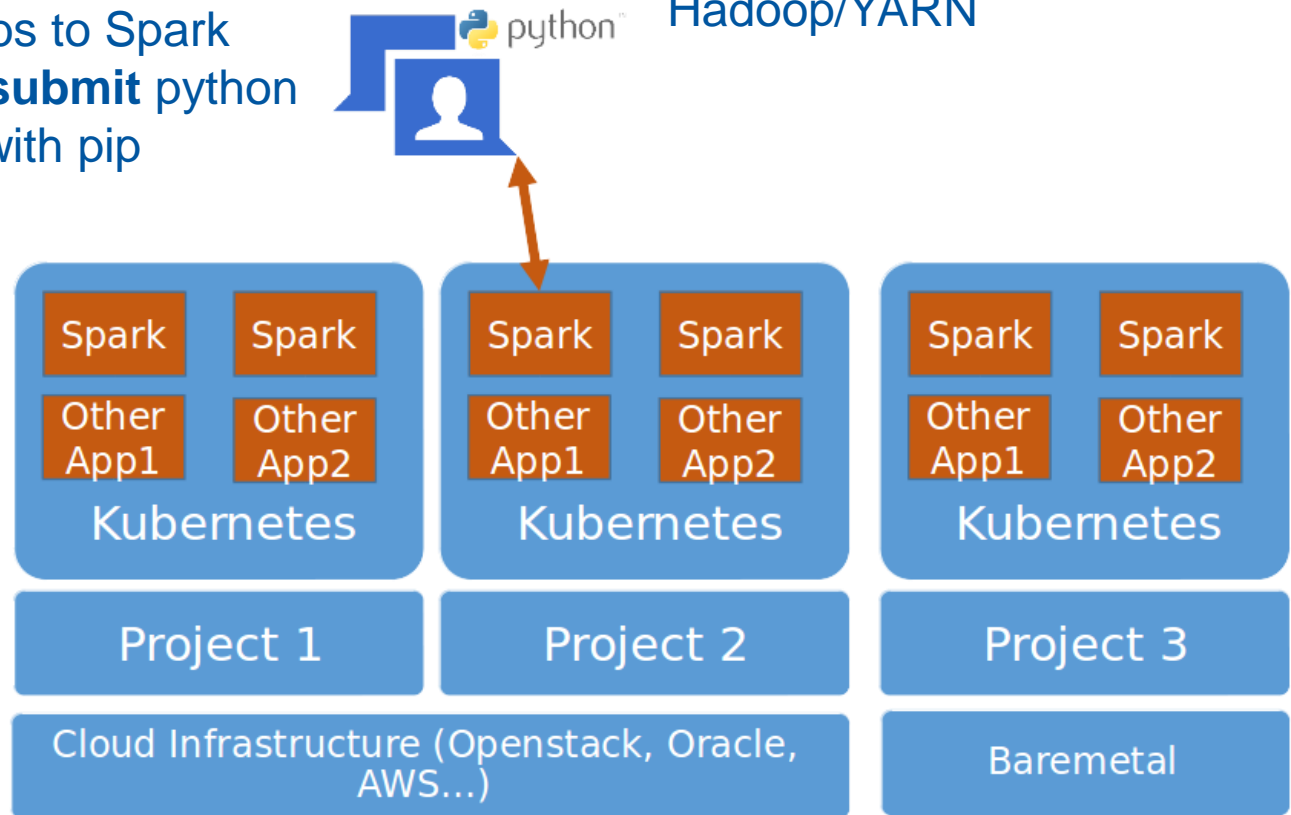 os to Spark
submit python
with pip
python™
Hadoop/YARN
Spark Spark
Other Other
App1 App2
Kubernetes
Spark Spark
Other Other
App1 App2
Kubernetes
Spark Spark
Other Other
App1 App2
Kubernetes
Project 1
Project 2
Project 3
Cloud Infrastructure (Openstack, Oracle,
AWS...)
Baremetal